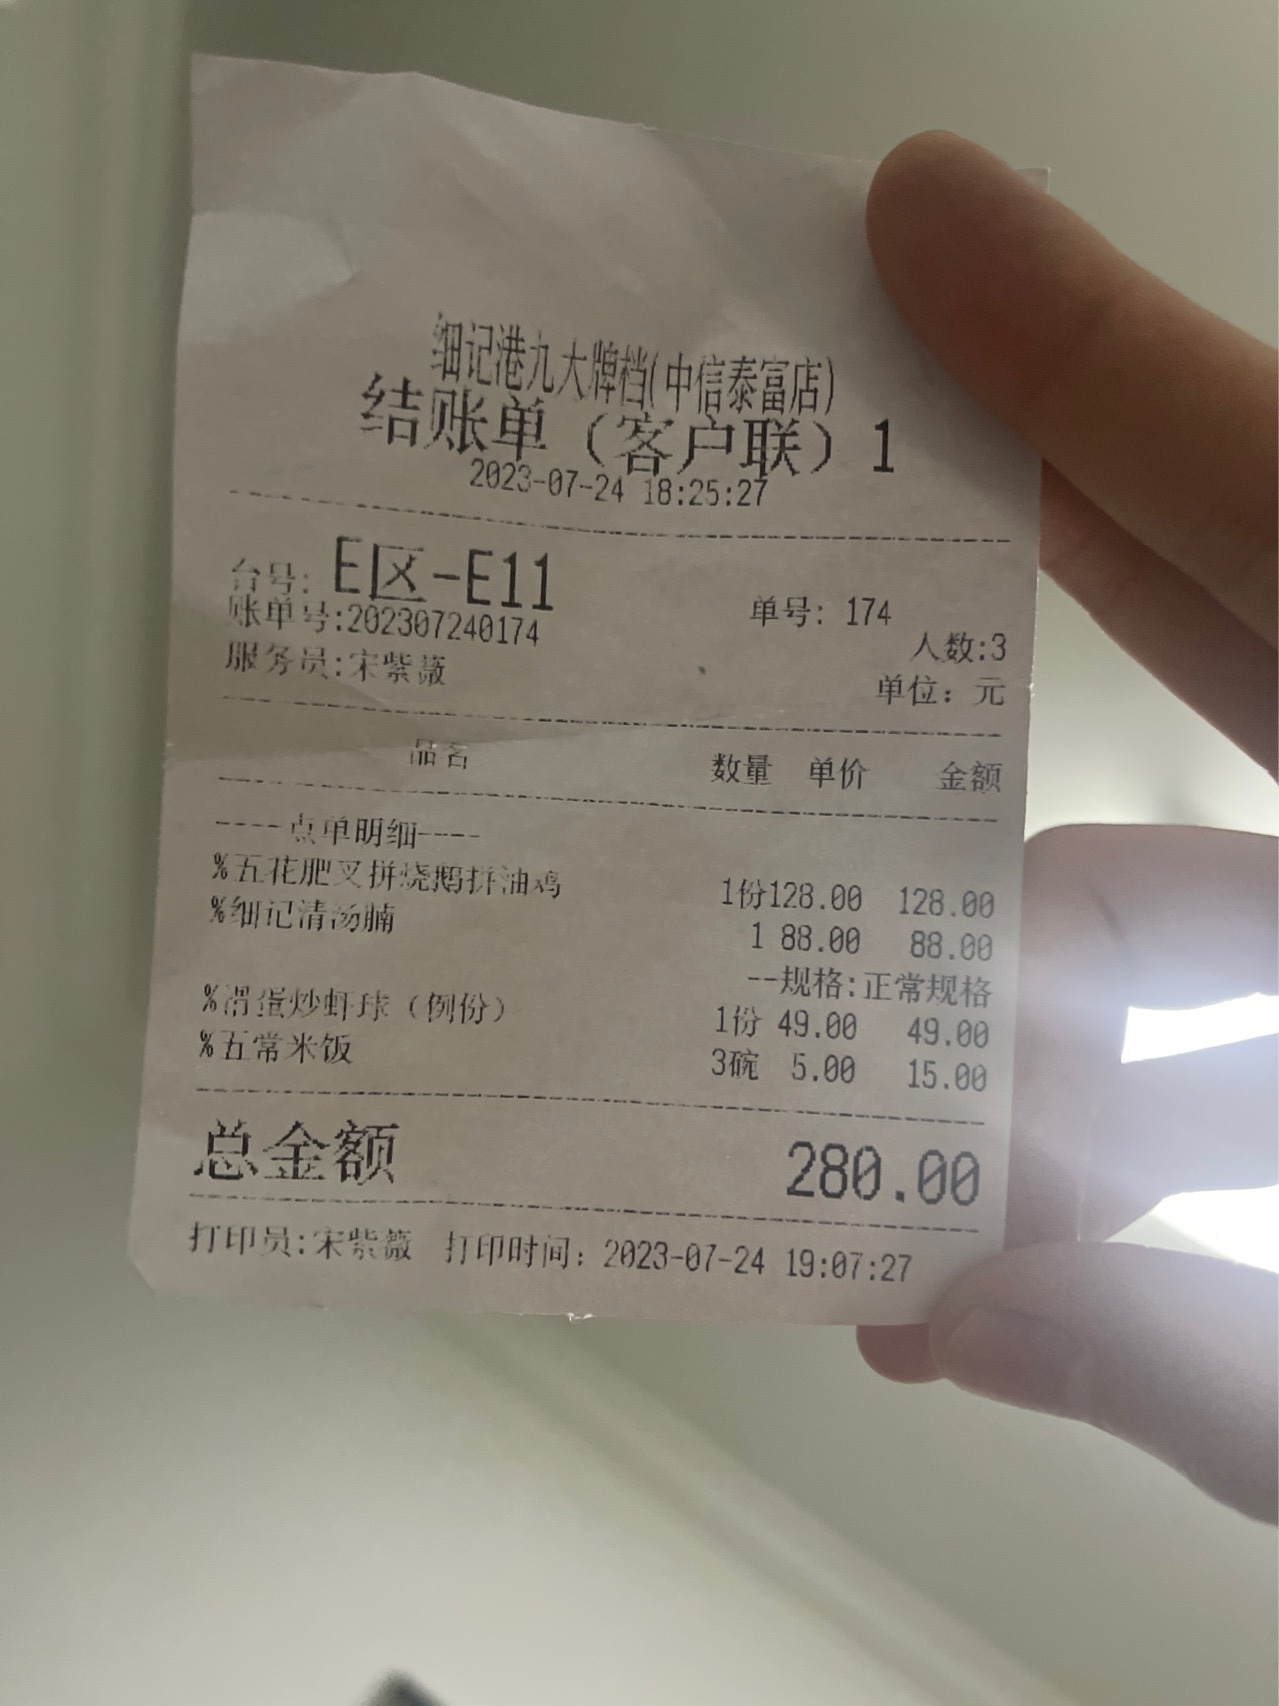 细记港九大牌档(中信泰富店)
结账单（客户联）1
2023-07-24 18:25:27
台号: E区-E11 单号: 174
账单号:202307240174 人数:3
服务员:宋紫薇 单位: 元
品名 数量 单价 金额
----点单明细----
%五花肥叉拼烧鹅拼油鸡 1份128.00 128.00
%细记清汤腩 1 88.00 88.00
--规格:正常规格
%滑蛋炒虾球（例份） 1份 49.00 49.00
%五常米饭 3碗 5.00 15.00
总金额 280.00
打印员:宋紫薇 打印时间: 2023-07-24 19:07:27